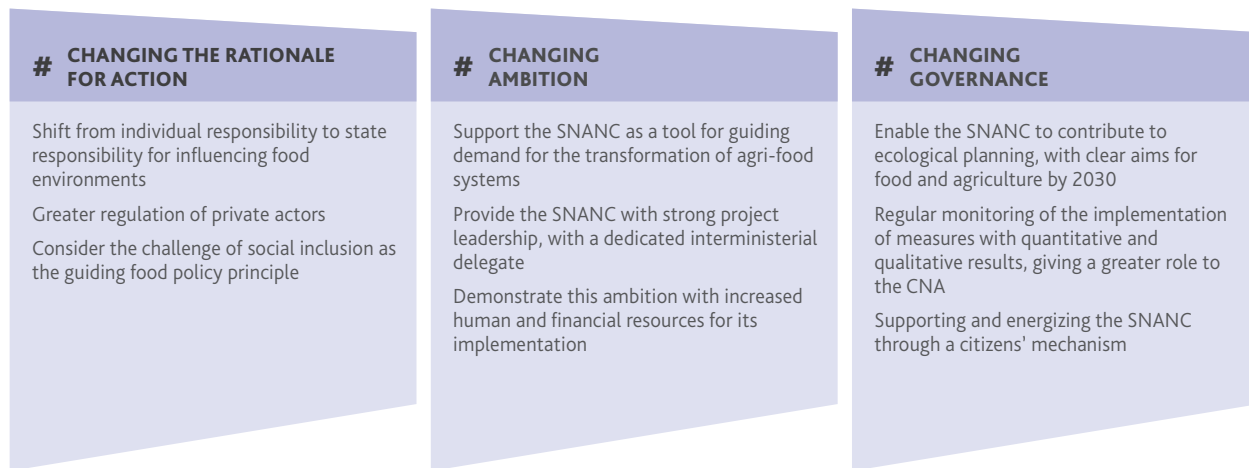 # CHANGING THE RATIONALE
FOR ACTION
Shift from individual responsibility to state
responsibility for influencing food
environments
Greater regulation of private actors
Consider the challenge of social inclusion as
the guiding food policy principle
# CHANGING
AMBITION
Support the SNANC as a tool for guiding
demand for the transformation of agri-food
systems
Provide the SNANC with strong project
leadership, with a dedicated interministerial
delegate
Demonstrate this ambition with increased
human and financial resources for its
implementation
# CHANGING
GOVERNANCE
Enable the SNANC to contribute to
ecological planning, with clear aims for
food and agriculture by 2030
Regular monitoring of the implementation
of measures with quantitative and
qualitative results, giving a greater role to
the CNA
Supporting and energizing the SNANC
through a citizens' mechanism